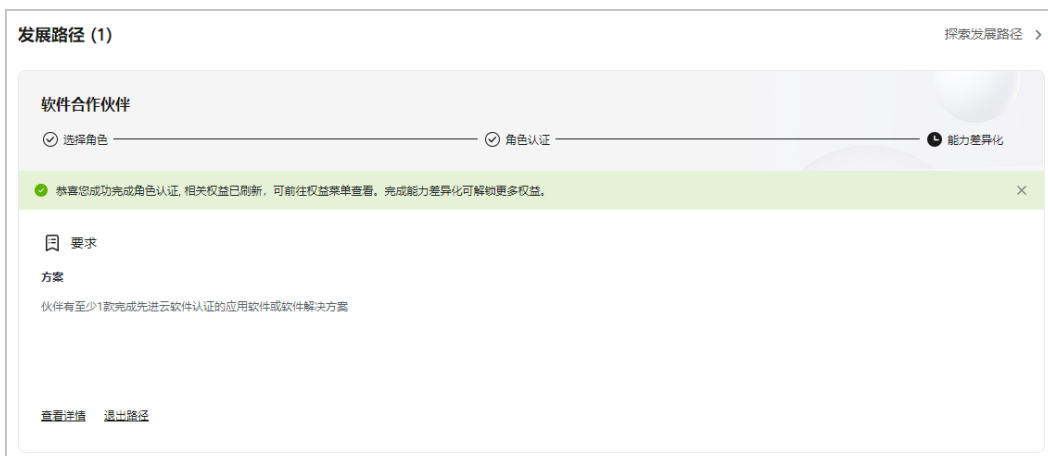 发展路径 (1)
探索发展路径
软件合作伙伴
选择角色
角色认证
能力差异化
恭喜您成功完成角色认证, 相关权益已刷新，可前往权益菜单查看。完成能力差异化可解锁更多权益。
要求
方案
伙伴有至少1款完成先进云软件认证的应用软件或软件解决方案
查看详情 退出路径